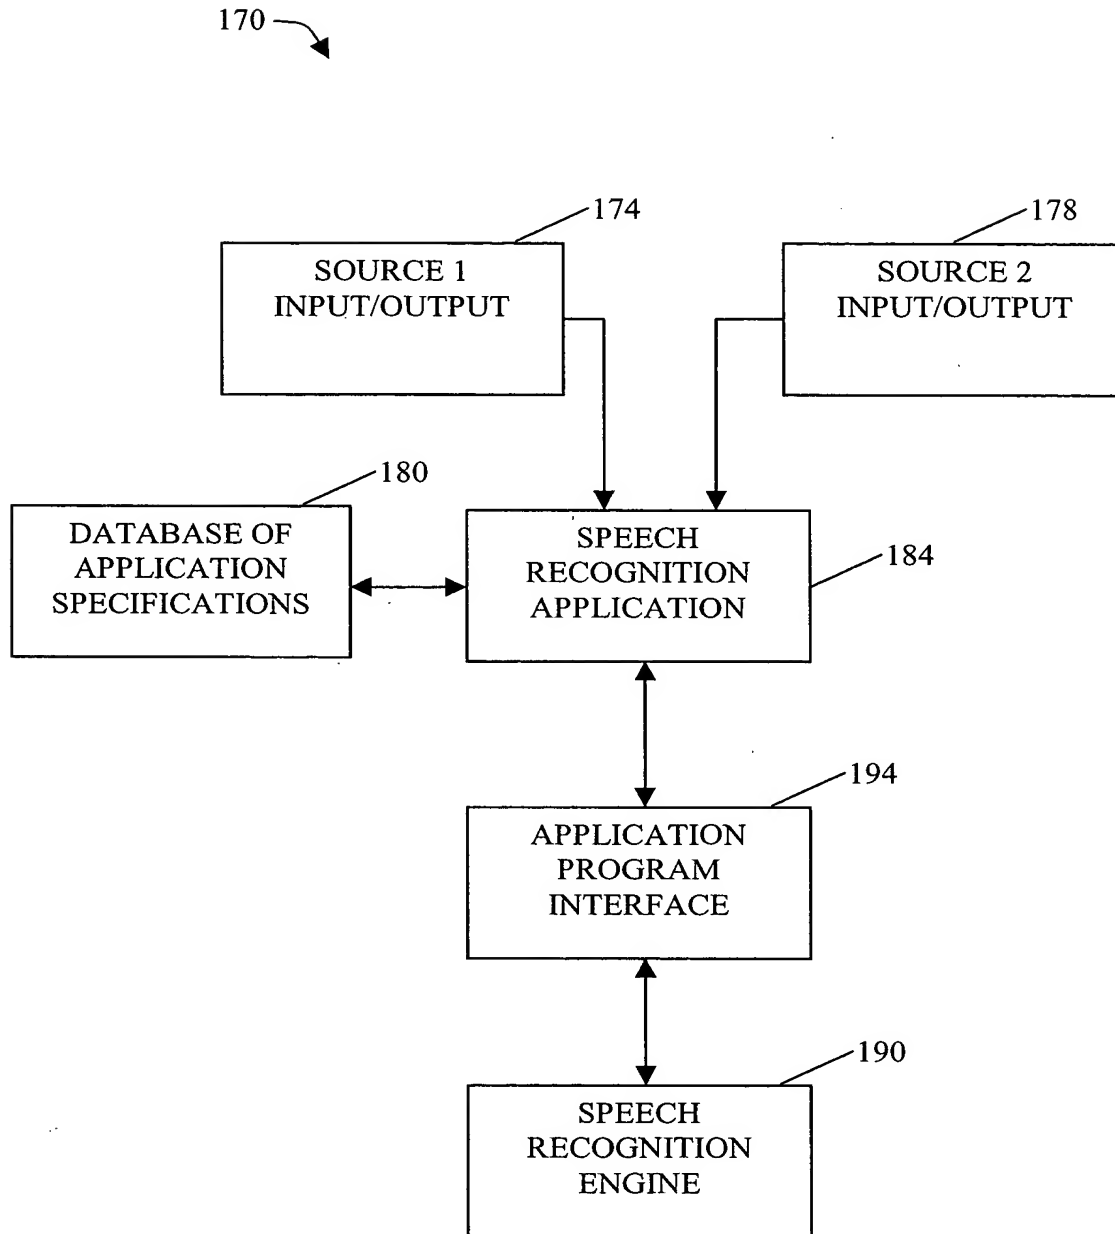 170
174
178
SOURCE 1
INPUT/OUTPUT
SOURCE 2
INPUT/OUTPUT
180
DATABASE OF
APPLICATION
SPECIFICATIONS
SPEECH
RECOGNITION
APPLICATION
184
194
APPLICATION
PROGRAM
INTERFACE
190
SPEECH
RECOGNITION
ENGINE